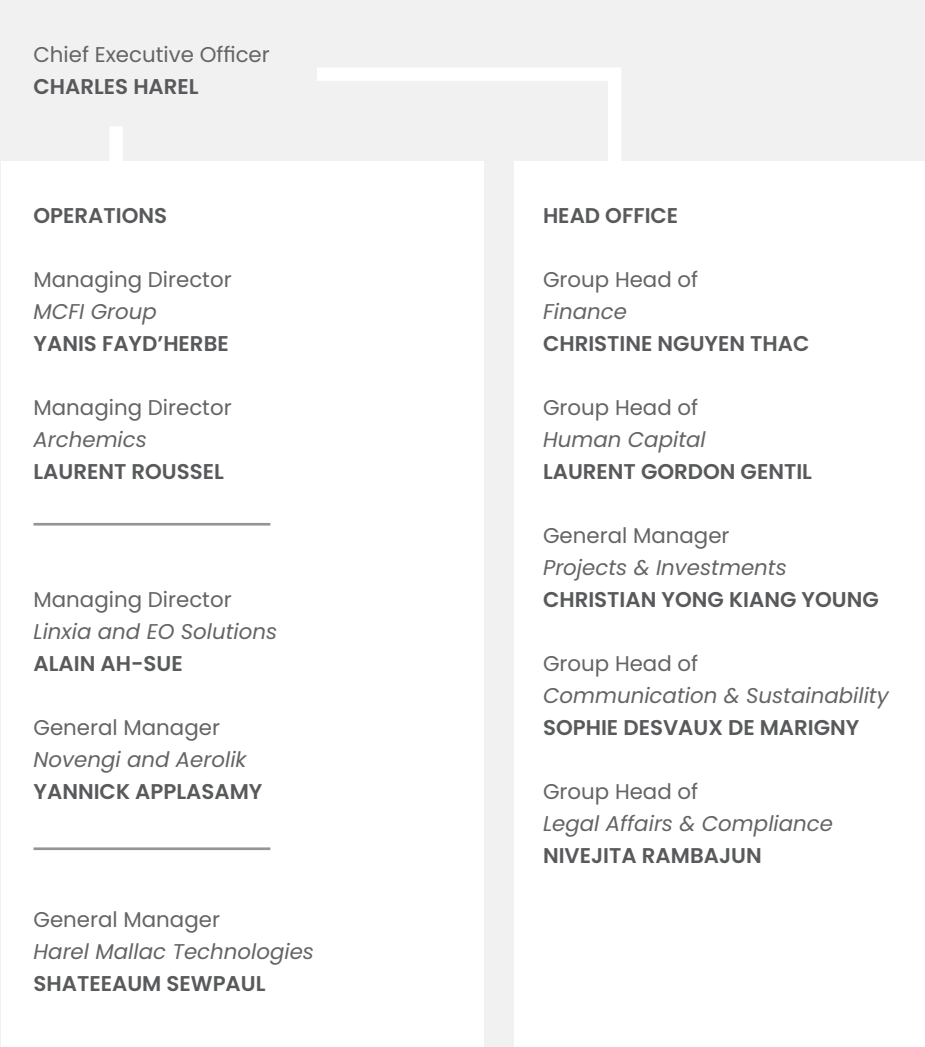 Chief Executive Officer
CHARLES HAREL
OPERATIONS
Managing Director
MCFI Group
YANIS FAYD’HERBE
Managing Director
Archemics
LAURENT ROUSSEL
Managing Director
Linxia and EO Solutions
ALAIN AH-SUE
General Manager
Novengi and Aerolik
YANNICK APPLASAMY
General Manager
Harel Mallac Technologies
SHATEEAUM SEWPAUL
HEAD OFFICE
Group Head of
Finance
CHRISTINE NGUYEN THAC
Group Head of
Human Capital
LAURENT GORDON GENTIL
General Manager
Projects & Investments
CHRISTIAN YONG KIANG YOUNG
Group Head of
Communication & Sustainability
SOPHIE DESVAUX DE MARIGNY
Group Head of
Legal Affairs & Compliance
NIVEJITA RAMBAJUN